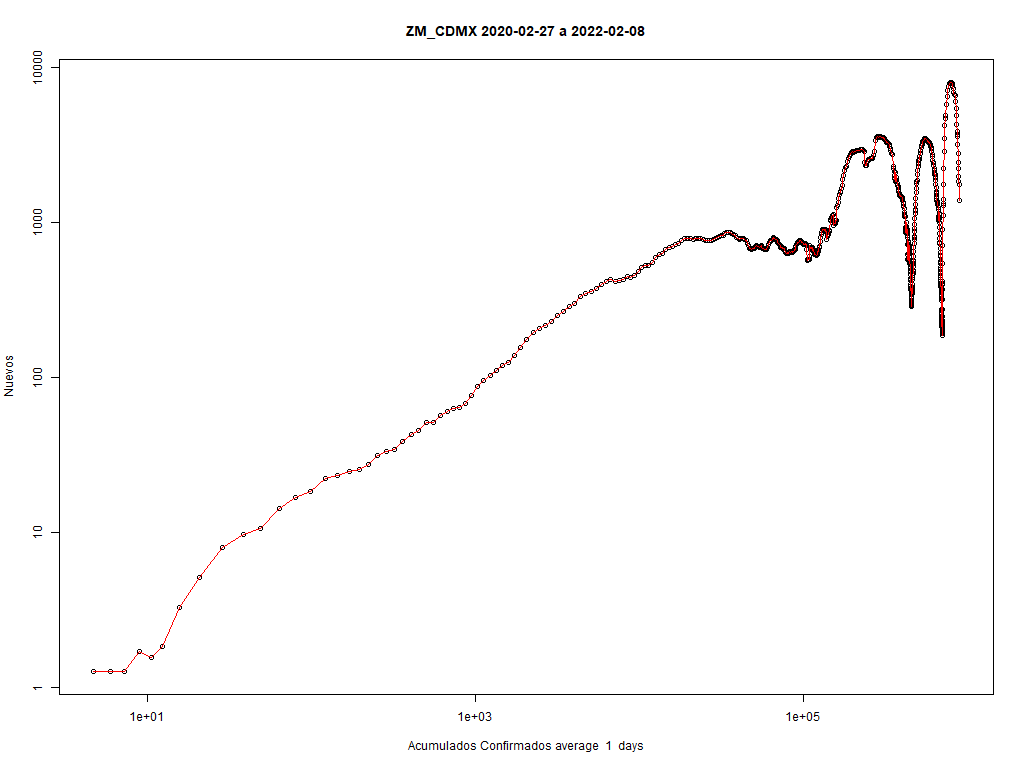 ZM_CDMX 2020-02-27 a 2022-02-08
10000
1000
100
10
1
Nuevos
1e+01 1e+03 1e+05
Acumulados Confirmados average 1 days